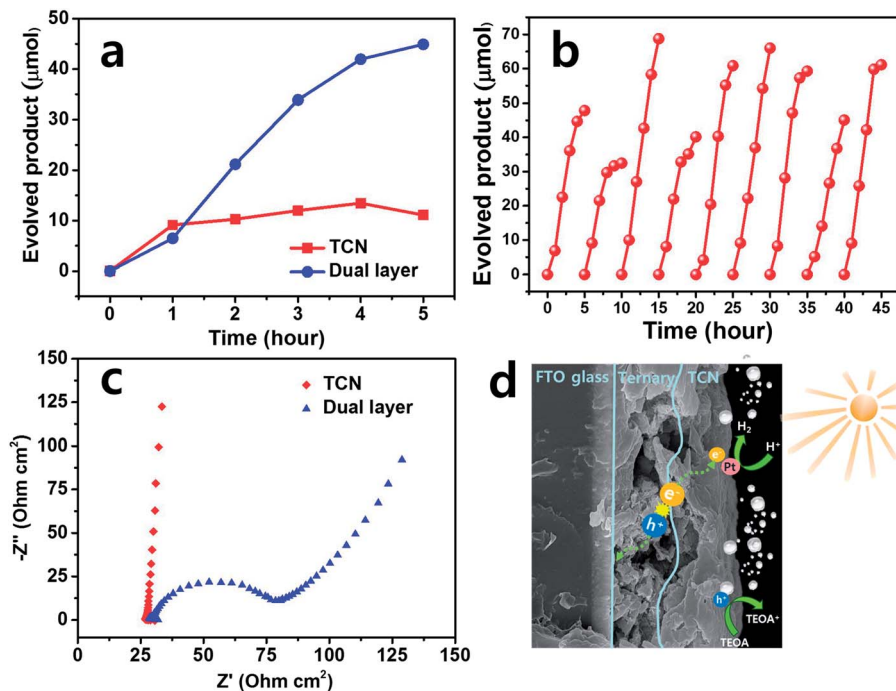 a
Evolved product (μmol)
50
40
30
20
10
0
TCN
Dual layer
0 1 2 3 4 5
Time (hour)
b
Evolved product (μmol)
70
60
50
40
30
20
10
0
0 5 10 15 20 25 30 35 40 45
Time (hour)
c
-Z'' (Ohm cm²)
150
125
100
75
50
25
0
TCN
Dual layer
0 25 50 75 100 125 150
Z' (Ohm cm²)
d
FTO glass Ternary TCN
H₂
H⁺
e⁻
Pt
e⁻
h⁺
h⁺
TEOA⁺
TEOA